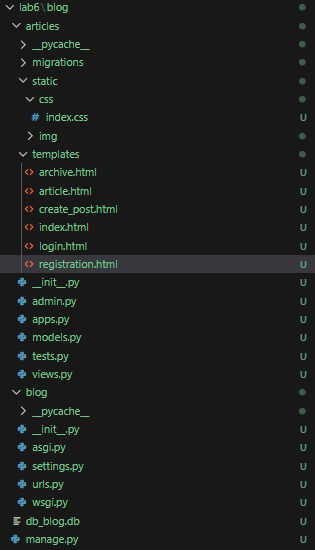 lab6\blog
articles
__pycache__
migrations
static
css
# index.css U
img
templates
<> archive.html U
<> article.html U
<> create_post.html U
<> index.html U
<> login.html U
<> registration.html U
__init__.py U
admin.py U
apps.py U
models.py U
tests.py U
views.py U
blog
__pycache__
__init__.py U
asgi.py U
settings.py U
urls.py U
wsgi.py U
db_blog.db U
manage.py U